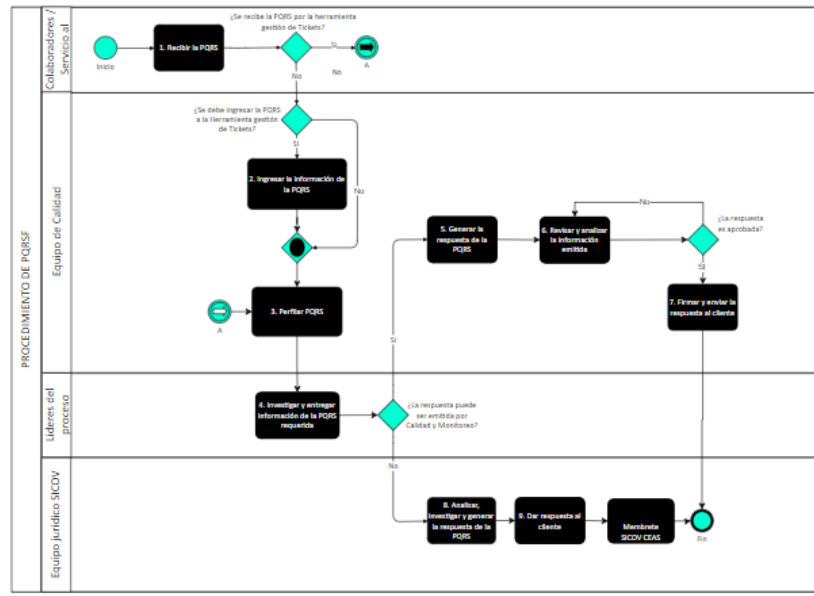 PROCEDIMIENTO DE PQRSF
Colaboradores /
Servicio al
Inicio
1. Recibir la PQRS
¿Se recibe la PQRS por la herramienta
gestión de Tickets?
Si
A
No
No
Equipo de Calidad
¿Se debe ingresar la PQRS
a la Herramienta gestión
de Tickets?
Si
No
2. Ingresar la información de
la PQRS
A
3. Perfilar PQRS
5. Generar la
respuesta de la
PQRS
6. Revisar y analizar
la información
emitida
No
¿La respuesta
es aprobada?
Si
7. Firmar y enviar la
respuesta al cliente
Si
Lideres del
proceso
4. Investigar y entregar
información de la PQRS
requerida
¿La respuesta puede
ser emitida por
Calidad y Monitoreo?
No
Equipo jurídico SICOV
8. Analizar,
investigar y generar
la respuesta de la
PQRS
9. Dar respuesta al
cliente
Membrete
SICOV CEAS
Fin